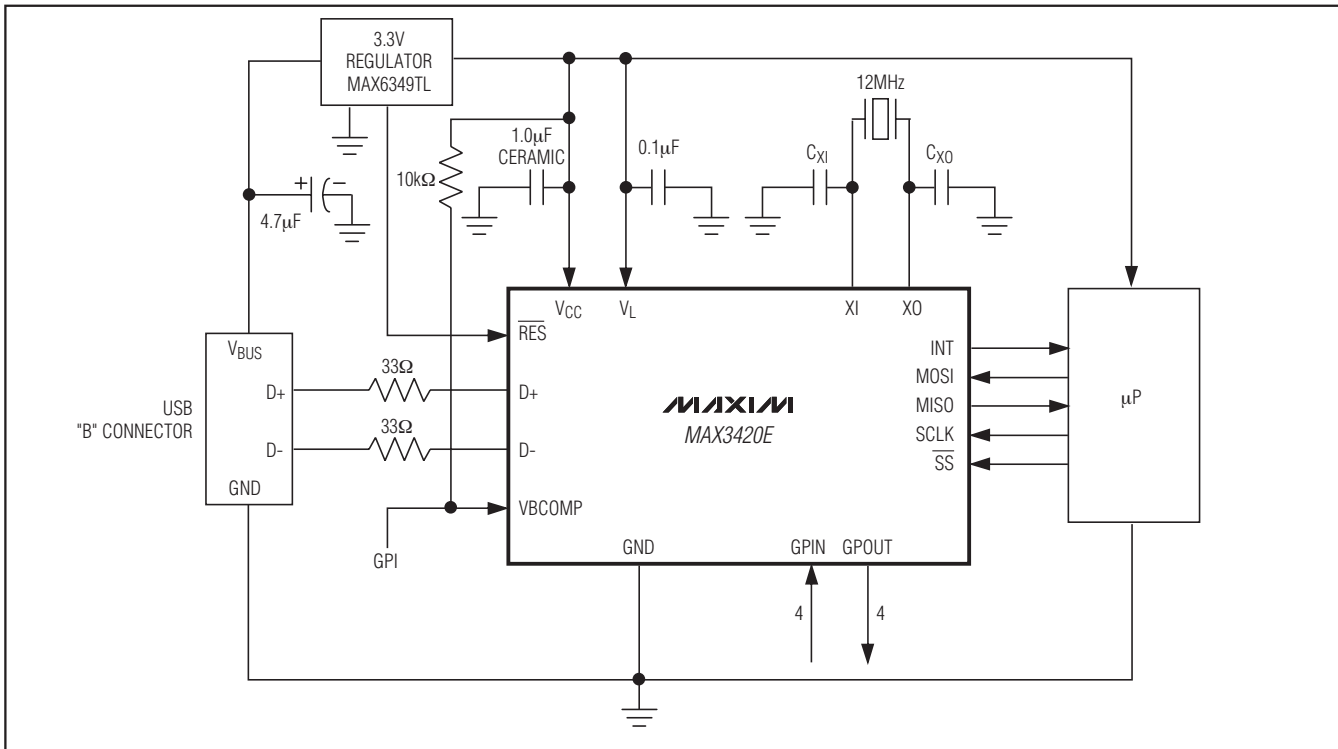 3.3V
REGULATOR
MAX6349TL
12MHz
1.0µF
CERAMIC
0.1µF
CXI
CXO
10kΩ
+ –
4.7µF
VCC
VL
XI
XO
RES
VBUS
D+
D-
GND
USB
"B" CONNECTOR
33Ω
33Ω
D+
D-
VBCOMP
GPI
MAXIM
MAX3420E
INT
MOSI
MISO
SCLK
SS
µP
GND
GPIN
GPOUT
4
4